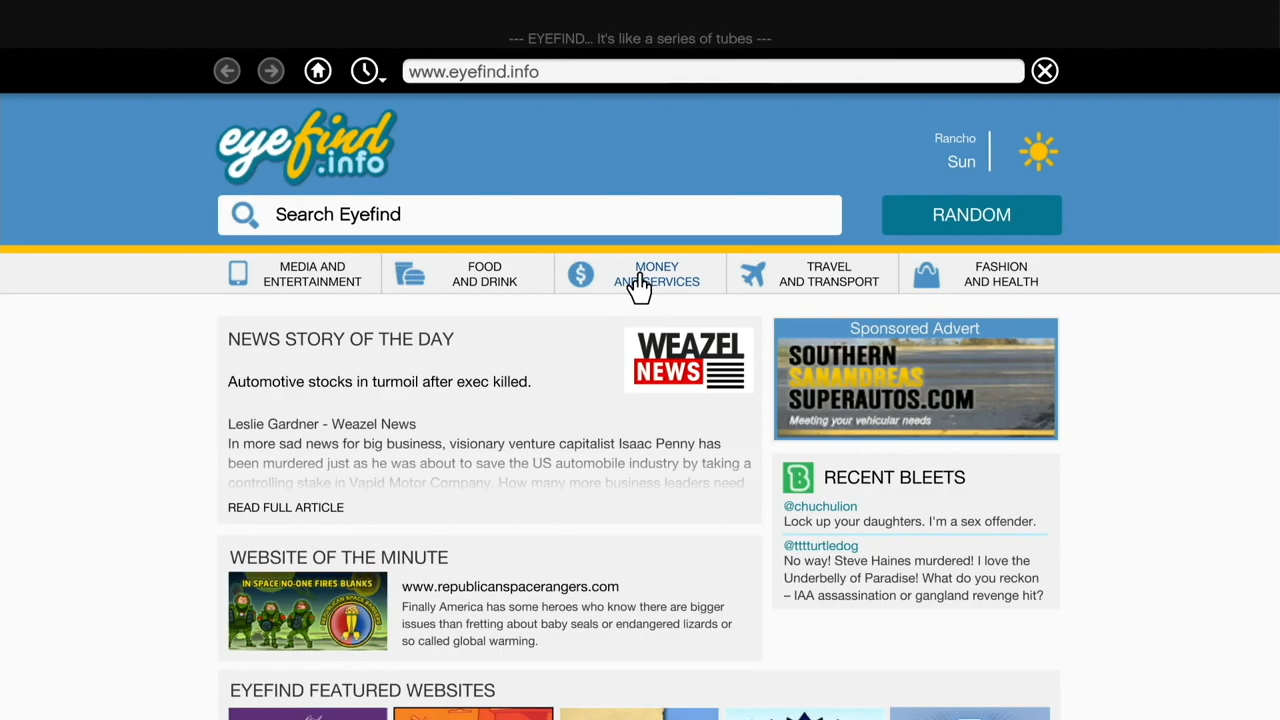 --- EYEFIND... It's like a series of tubes ---
www.eyefind.info
eyefind
.info
Rancho
Sun
Search Eyefind
RANDOM
MEDIA AND
ENTERTAINMENT
FOOD
AND DRINK
MONEY
AND SERVICES
TRAVEL
AND TRANSPORT
FASHION
AND HEALTH
NEWS STORY OF THE DAY
WEAZEL
NEWS
Automotive stocks in turmoil after exec killed.
Leslie Gardner - Weazel News
In more sad news for big business, visionary venture capitalist Isaac Penny has
been murdered just as he was about to save the US automobile industry by taking a
controlling stake in Vapid Motor Company. How many more business leaders need
READ FULL ARTICLE
Sponsored Advert
SOUTHERN
SANANDREAS
SUPERAUTOS.COM
Meeting your vehicular needs
RECENT BLEETS
@chuchulion
Lock up your daughters. I'm a sex offender.
@tttturtledog
No way! Steve Haines murdered! I love the
Underbelly of Paradise! What do you reckon
– IAA assassination or gangland revenge hit?
WEBSITE OF THE MINUTE
IN SPACE NO-ONE FIRES BLANKS
www.republicanspacerangers.com
Finally America has some heroes who know there are bigger
issues than fretting about baby seals or endangered lizards or
so called global warming.
EYEFIND FEATURED WEBSITES